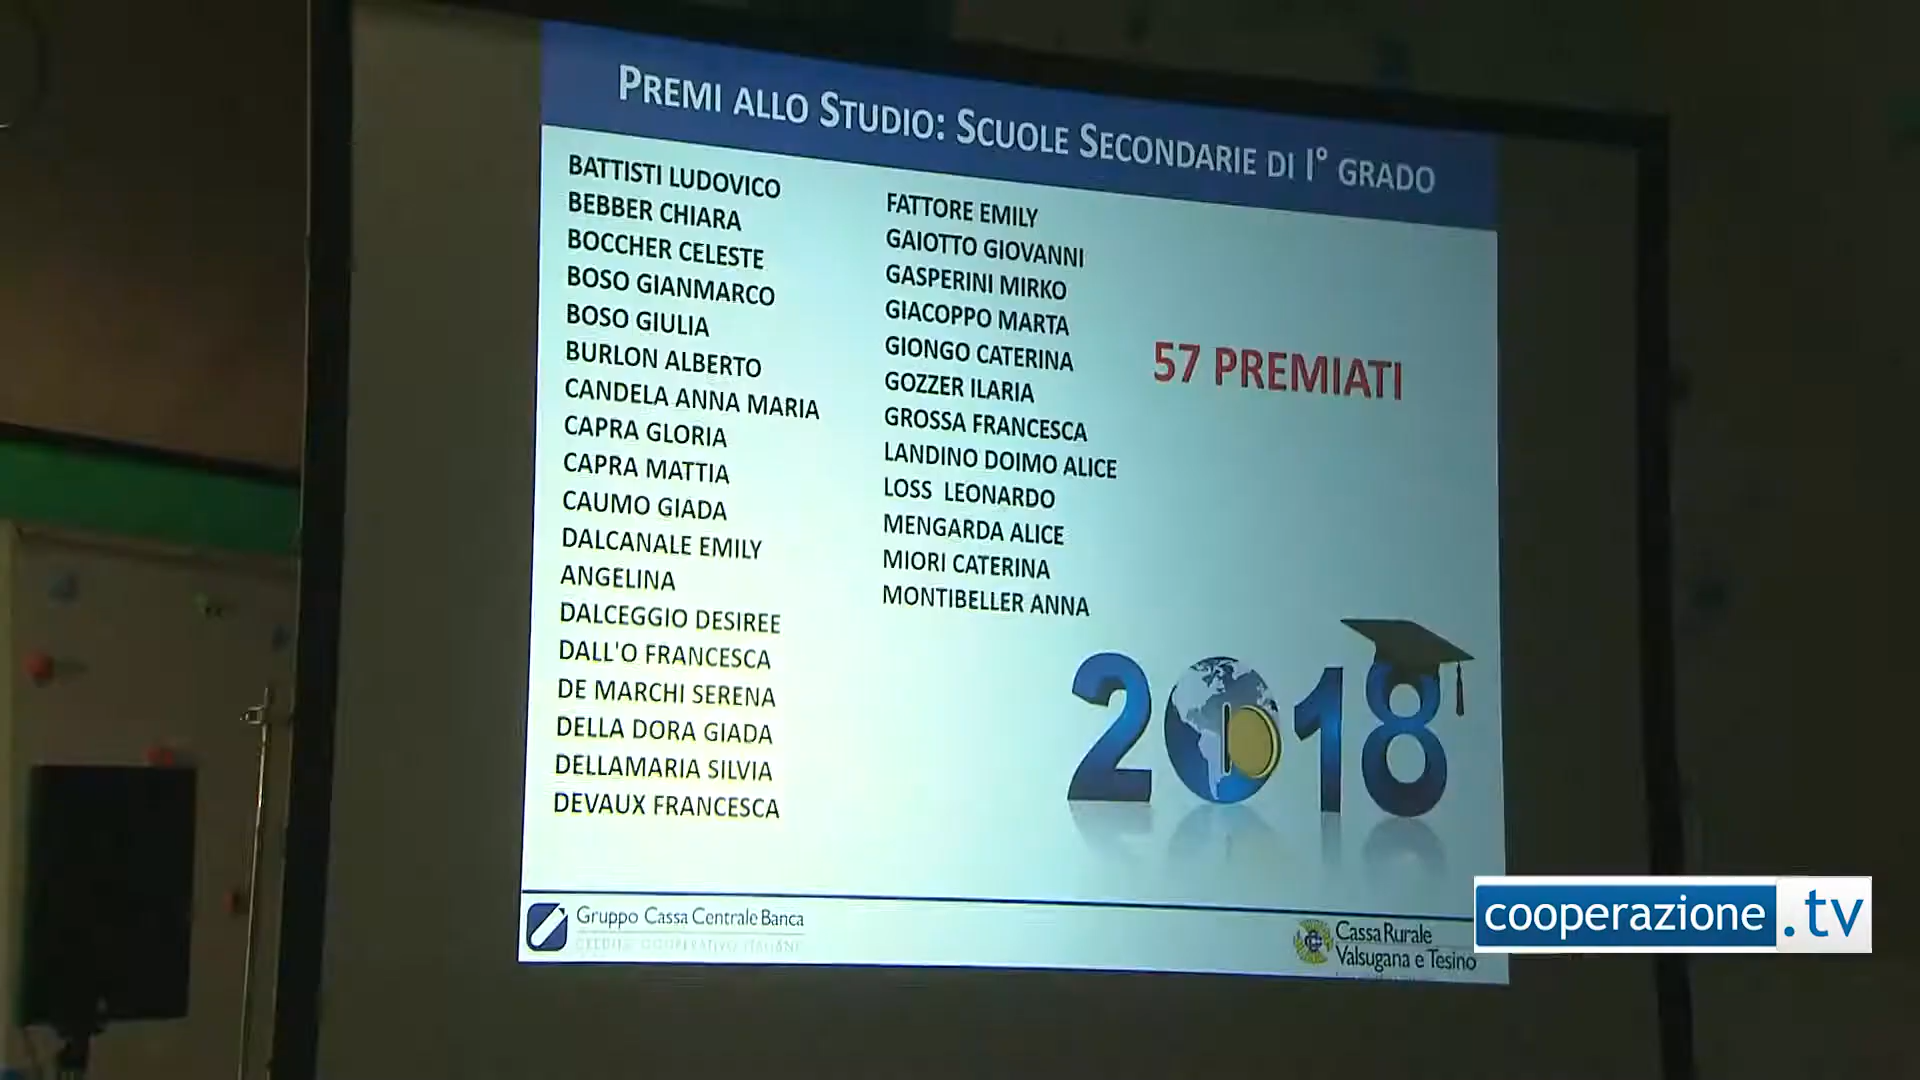 PREMI ALLO STUDIO: SCUOLE SECONDARIE DI I° GRADO
BATTISTI LUDOVICO
BEBBER CHIARA
BOCCHER CELESTE
BOSO GIANMARCO
BOSO GIULIA
BURLON ALBERTO
CANDELA ANNA MARIA
CAPRA GLORIA
CAPRA MATTIA
CAUMO GIADA
DALCANALE EMILY
ANGELINA
DALCEGGIO DESIREE
DALL'O FRANCESCA
DE MARCHI SERENA
DELLA DORA GIADA
DELLAMARIA SILVIA
DEVAUX FRANCESCA
FATTORE EMILY
GAIOTTO GIOVANNI
GASPERINI MIRKO
GIACOPPO MARTA
GIONGO CATERINA
GOZZER ILARIA
GROSSA FRANCESCA
LANDINO DOIMO ALICE
LOSS LEONARDO
MENGARDA ALICE
MIORI CATERINA
MONTIBELLER ANNA
57 PREMIATI
2018
Gruppo Cassa Centrale Banca
CREDITO COOPERATIVO ITALIANO
Cassa Rurale
Valsugana e Tesino
cooperazione.tv